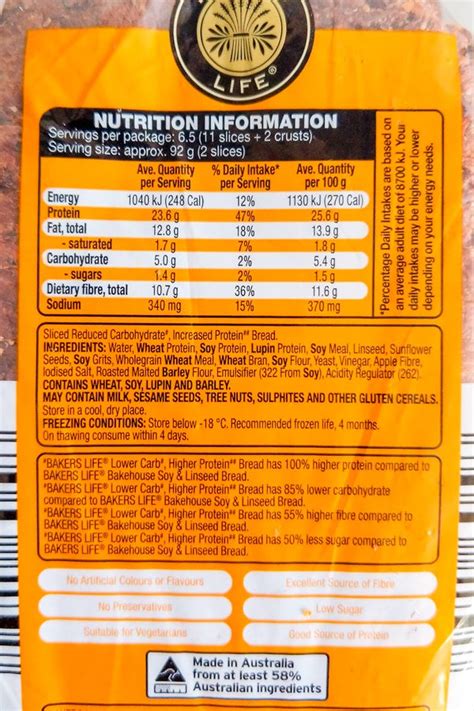 LIFE®
NUTRITION INFORMATION
Servings per package: 6.5 (11 slices + 2 crusts)
Serving size: approx. 92 g (2 slices)
Ave. Quantity per Serving % Daily Intake* per Serving Ave. Quantity per 100 g
Energy 1040 kJ (248 Cal) 12% 1130 kJ (270 Cal)
Protein 23.6 g 47% 25.6 g
Fat, total 12.8 g 18% 13.9 g
- saturated 1.7 g 7% 1.8 g
Carbohydrate 5.0 g 2% 5.4 g
- sugars 1.4 g 2% 1.5 g
Dietary fibre, total 10.7 g 36% 11.6 g
Sodium 340 mg 15% 370 mg
*Percentage Daily Intakes are based on
an average adult diet of 8700 kJ. Your
daily intakes may be higher or lower
depending on your energy needs.
Sliced Reduced Carbohydrate#, Increased Protein## Bread.
INGREDIENTS: Water, Wheat Protein, Soy Protein, Lupin Protein, Soy Meal, Linseed, Sunflower
Seeds, Soy Grits, Wholegrain Wheat Meal, Wheat Bran, Soy Flour, Yeast, Vinegar, Apple Fibre,
Iodised Salt, Roasted Malted Barley Flour, Emulsifier (322 From Soy), Acidity Regulator (262).
CONTAINS WHEAT, SOY, LUPIN AND BARLEY.
MAY CONTAIN MILK, SESAME SEEDS, TREE NUTS, SULPHITES AND OTHER GLUTEN CEREALS.
Store in a cool, dry place.
FREEZING CONDITIONS: Store below -18 °C. Recommended frozen life, 4 months.
On thawing consume within 4 days.
#BAKERS LIFE® Lower Carb#, Higher Protein## Bread has 100% higher protein compared to
BAKERS LIFE® Bakehouse Soy & Linseed Bread.
#BAKERS LIFE® Lower Carb#, Higher Protein## Bread has 85% lower carbohydrate
compared to BAKERS LIFE® Bakehouse Soy & Linseed Bread.
#BAKERS LIFE® Lower Carb#, Higher Protein## Bread has 55% higher fibre compared to
BAKERS LIFE® Bakehouse Soy & Linseed Bread.
#BAKERS LIFE® Lower Carb#, Higher Protein## Bread has 50% less sugar compared to
BAKERS LIFE® Bakehouse Soy & Linseed Bread.
No Artificial Colours or Flavours Excellent Source of Fibre
No Preservatives Low Sugar
Suitable for Vegetarians Good Source of Protein
Made in Australia
from at least 58%
Australian ingredients